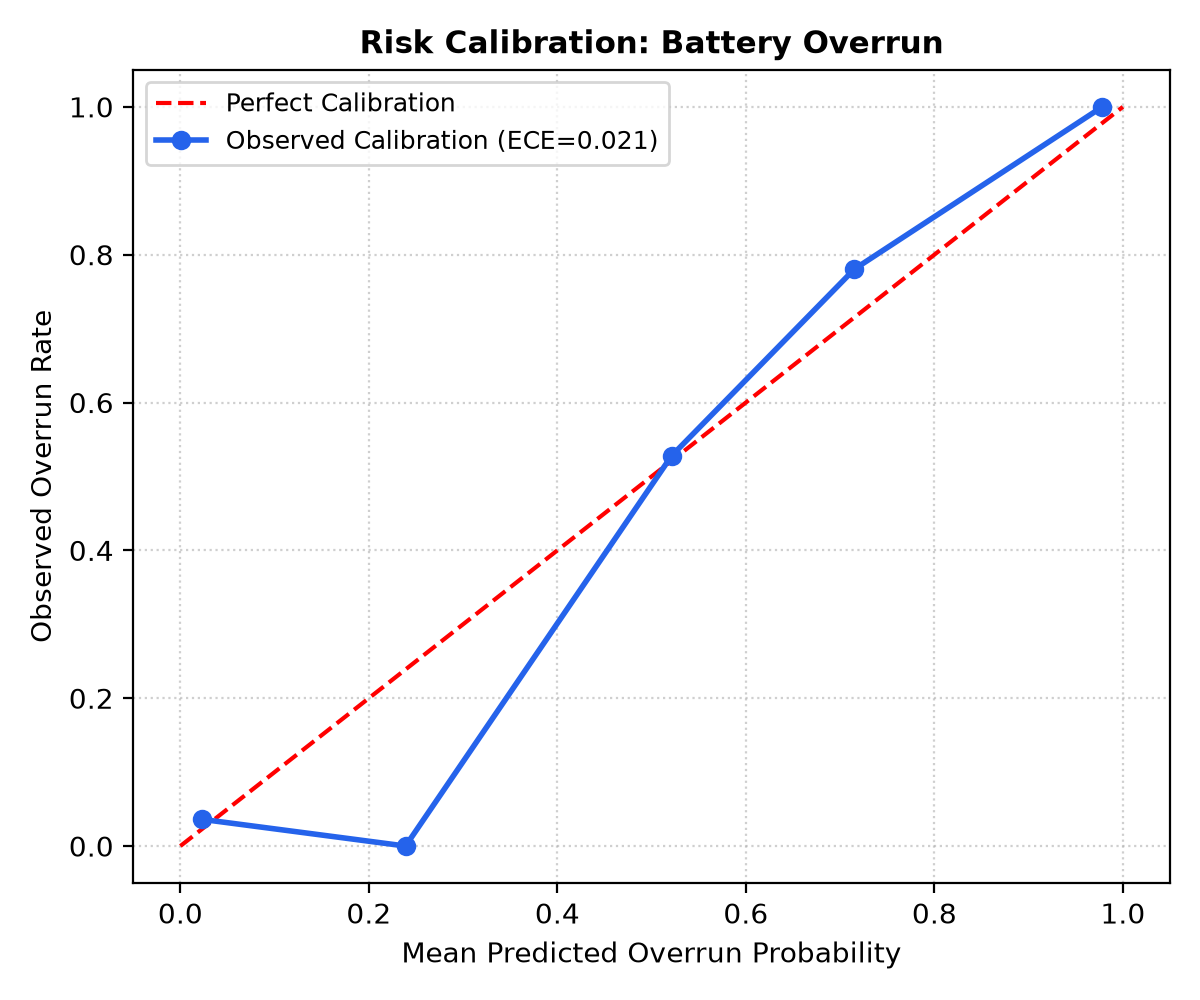 Risk Calibration: Battery Overrun
Perfect Calibration
Observed Calibration (ECE=0.021)
Observed Overrun Rate
1.0
0.8
0.6
0.4
0.2
0.0
0.0 0.2 0.4 0.6 0.8 1.0
Mean Predicted Overrun Probability